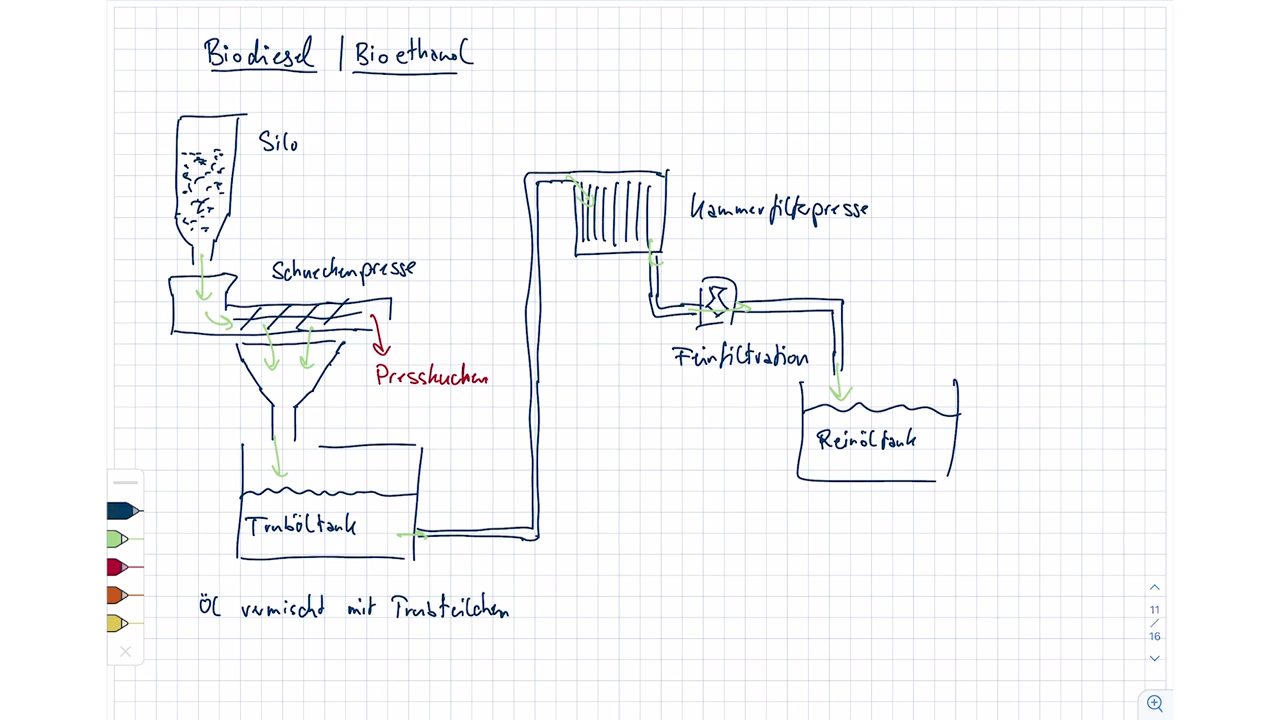 Biodiesel | Bioethanol
Silo
Kammerfilterpresse
Schneckenpresse
Feinfiltration
Presskuchen
Reinöltank
Truböltank
Öl vermischt mit Trubteilchen
11
/
16